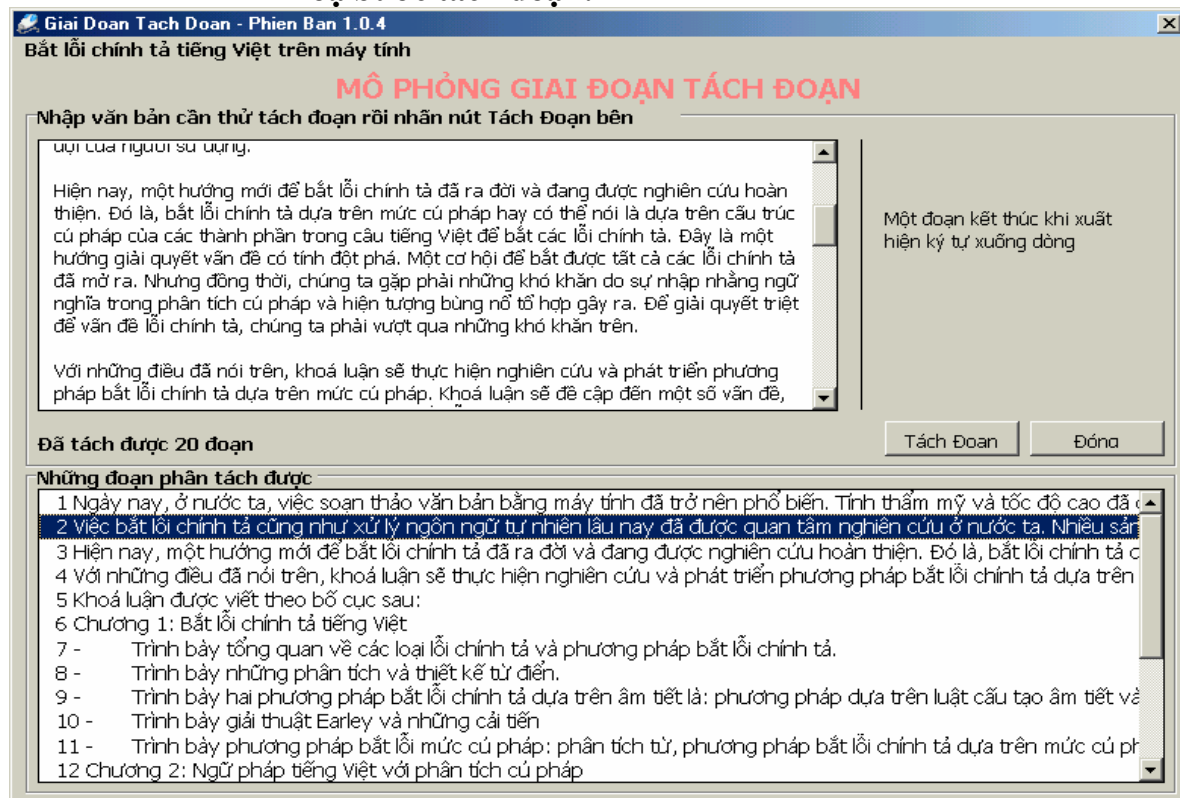 Giai Doan Tach Doan - Phien Ban 1.0.4
Bắt lỗi chính tả tiếng Việt trên máy tính
MÔ PHỎNG GIAI ĐOẠN TÁCH ĐOẠN
Nhập văn bản cần thử tách đoạn rồi nhấn nút Tách Đoạn bên
đợi của người sử dụng.
Hiện nay, một hướng mới để bắt lỗi chính tả đã ra đời và đang được nghiên cứu hoàn
thiện. Đó là, bắt lỗi chính tả dựa trên mức cú pháp hay có thể nói là dựa trên cấu trúc
cú pháp của các thành phần trong câu tiếng Việt để bắt các lỗi chính tả. Đây là một
hướng giải quyết vấn đề có tính đột phá. Một cơ hội để bắt được tất cả các lỗi chính tả
đã mở ra. Nhưng đồng thời, chúng ta gặp phải những khó khăn do sự nhập nhằng ngữ
nghĩa trong phân tích cú pháp và hiện tượng bùng nổ tổ hợp gây ra. Để giải quyết triệt
để vấn đề lỗi chính tả, chúng ta phải vượt qua những khó khăn trên.
Với những điều đã nói trên, khoá luận sẽ thực hiện nghiên cứu và phát triển phương
pháp bắt lỗi chính tả dựa trên mức cú pháp. Khoá luận sẽ đề cập đến một số vấn đề,
Một đoạn kết thúc khi xuất
hiện ký tự xuống dòng
Đã tách được 20 đoạn
Tách Đoan
Đóng
Những đoạn phân tách được
1 Ngày nay, ở nước ta, việc soạn thảo văn bản bằng máy tính đã trở nên phổ biến. Tính thẩm mỹ và tốc độ cao đã
2 Việc bắt lỗi chính tả cũng như xử lý ngôn ngữ tự nhiên lâu nay đã được quan tâm nghiên cứu ở nước ta. Nhiều sản
3 Hiện nay, một hướng mới để bắt lỗi chính tả đã ra đời và đang được nghiên cứu hoàn thiện. Đó là, bắt lỗi chính tả
4 Với những điều đã nói trên, khoá luận sẽ thực hiện nghiên cứu và phát triển phương pháp bắt lỗi chính tả dựa trên
5 Khoá luận được viết theo bố cục sau:
6 Chương 1: Bắt lỗi chính tả tiếng Việt
7 - Trình bày tổng quan về các loại lỗi chính tả và phương pháp bắt lỗi chính tả.
8 - Trình bày những phân tích và thiết kế từ điển.
9 - Trình bày hai phương pháp bắt lỗi chính tả dựa trên âm tiết là: phương pháp dựa trên luật cấu tạo âm tiết và
10 - Trình bày giải thuật Earley và những cải tiến
11 - Trình bày phương pháp bắt lỗi mức cú pháp: phân tích từ, phương pháp bắt lỗi chính tả dựa trên mức cú ph
12 Chương 2: Ngữ pháp tiếng Việt với phân tích cú pháp